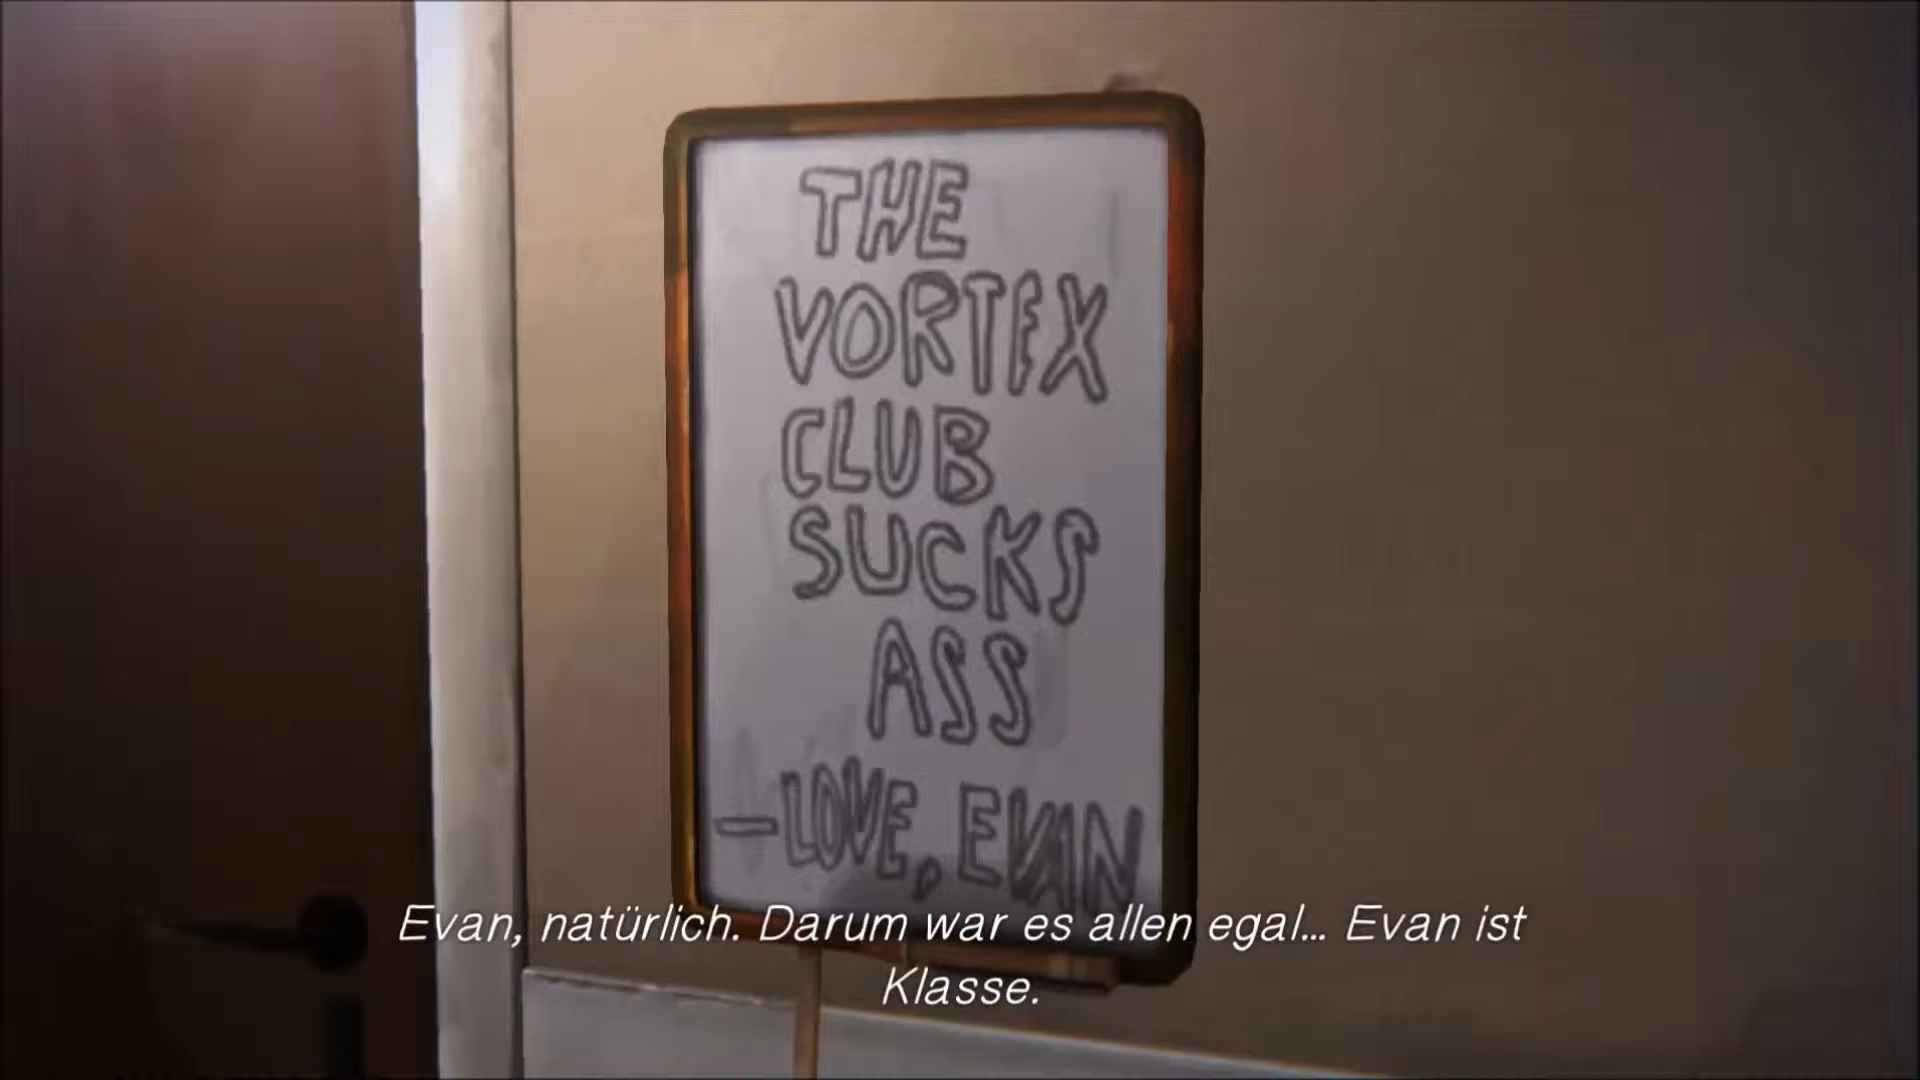 THE
VORTEX
CLUB
SUCKS
ASS
—LOVE, EVAN
Evan, natürlich. Darum war es allen egal... Evan ist
Klasse.